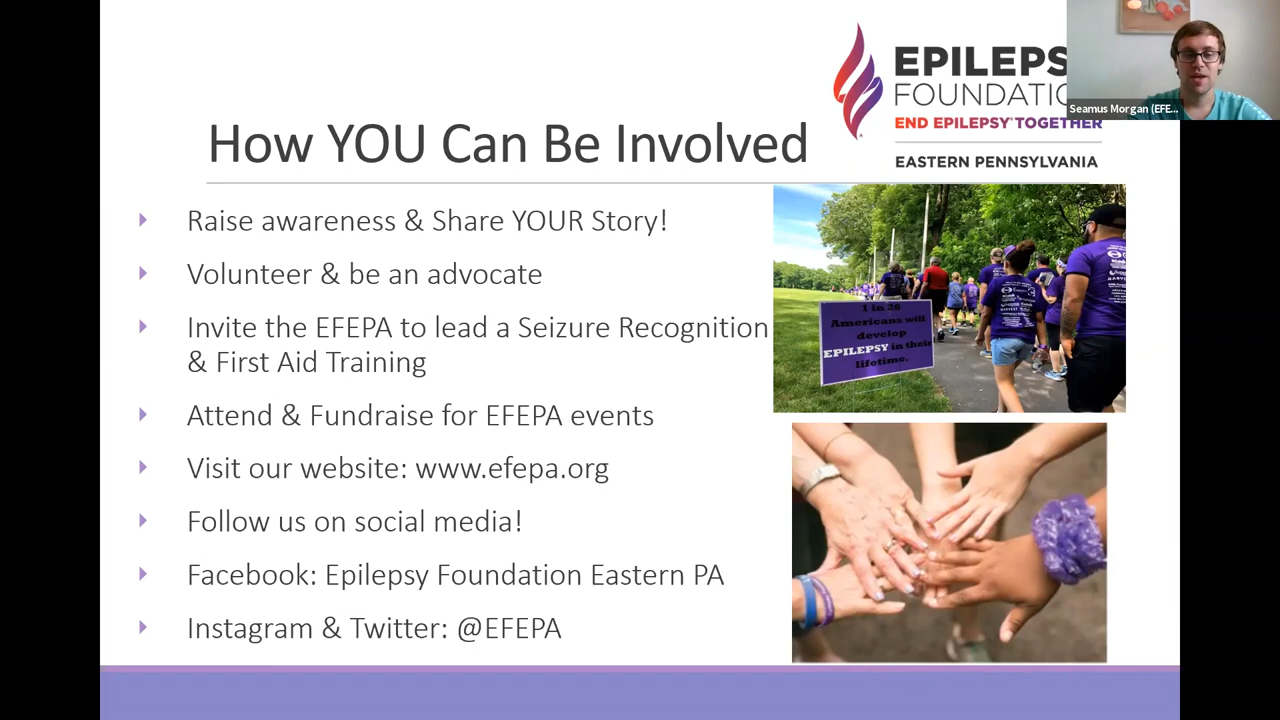 EPILEPS
FOUNDATIO
END EPILEPSY TOGETHER
EASTERN PENNSYLVANIA
Seamus Morgan (EFE...
How YOU Can Be Involved
Raise awareness & Share YOUR Story!
Volunteer & be an advocate
Invite the EFEPA to lead a Seizure Recognition
& First Aid Training
Attend & Fundraise for EFEPA events
Visit our website: www.efepa.org
Follow us on social media!
Facebook: Epilepsy Foundation Eastern PA
Instagram & Twitter: @EFEPA
1 in 26
Americans will
develop
EPILEPSY in their
lifetime.